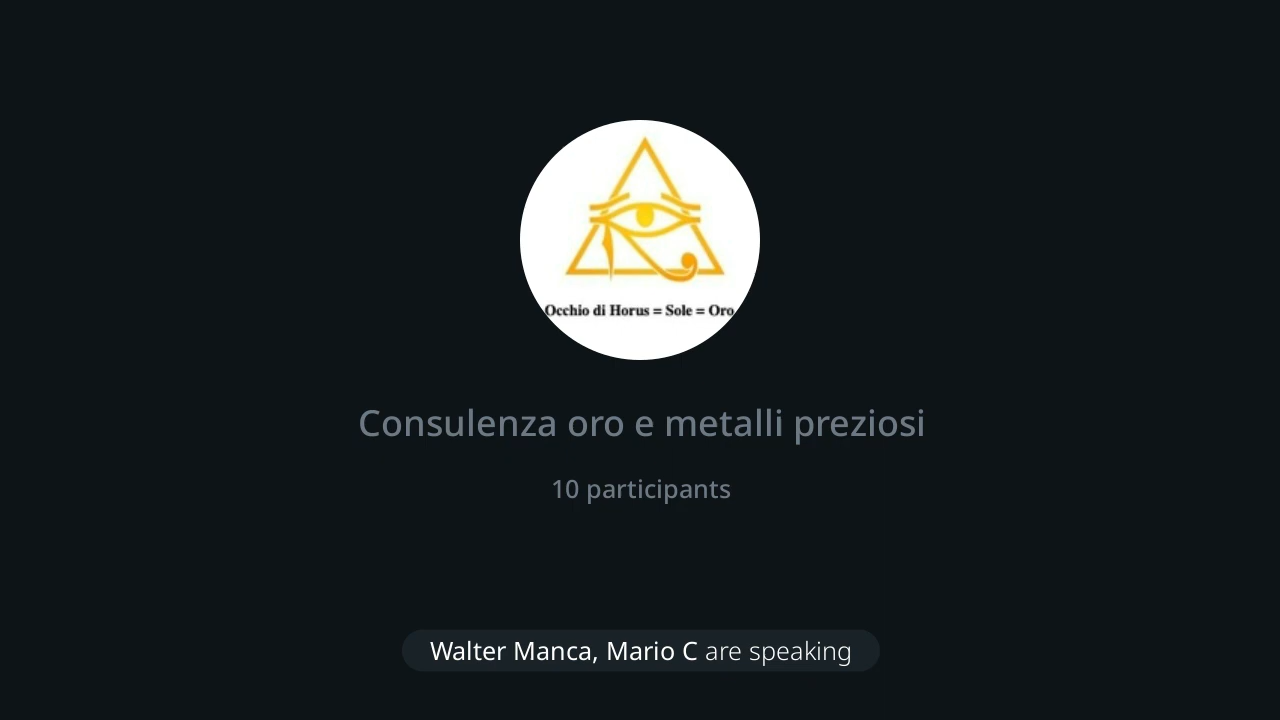 Occhio di Horus = Sole = Oro
Consulenza oro e metalli preziosi
10 participants
Walter Manca, Mario C are speaking